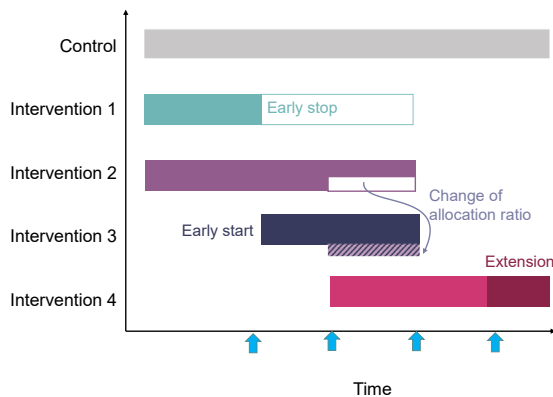 Control
Intervention 1
Early stop
Intervention 2
Change of
allocation ratio
Intervention 3
Early start
Extension
Intervention 4
Time